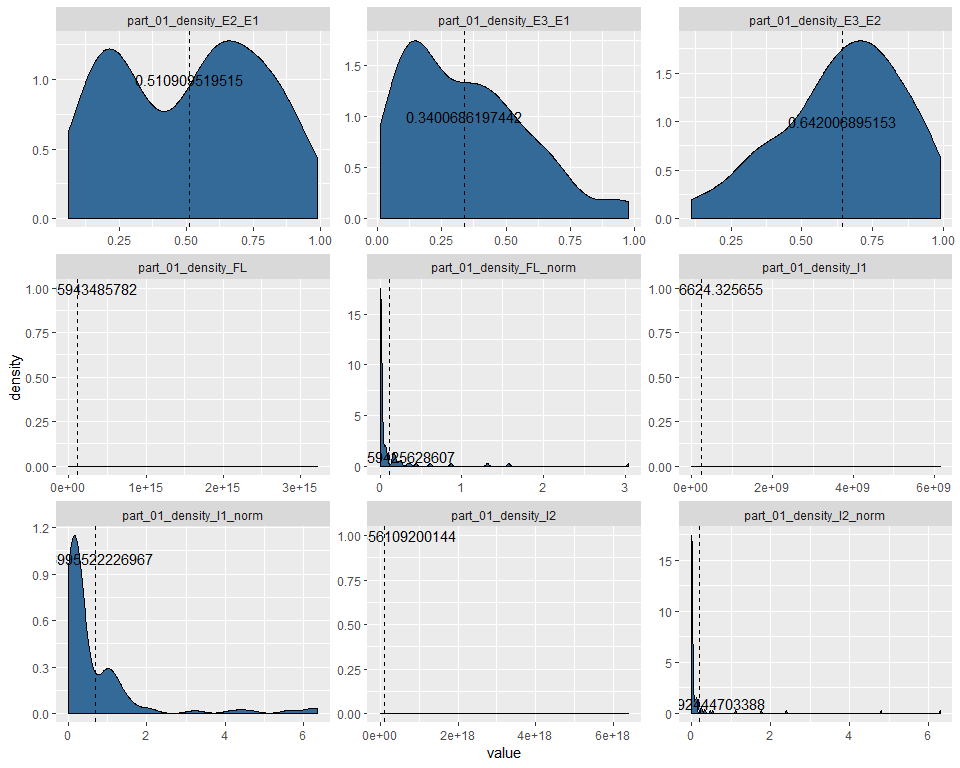 part_01_density_E2_E1
part_01_density_E3_E1
part_01_density_E3_E2
0.510909519515
0.3400686197442
0.642006895153
1.0
0.5
0.0
1.5
1.0
0.5
0.0
1.5
1.0
0.5
0.0
0.25 0.50 0.75 1.00
0.00 0.25 0.50 0.75 1.00
0.25 0.50 0.75 1.00
part_01_density_FL
part_01_density_FL_norm
part_01_density_I1
5943485782
6624.325655
1.00
0.75
0.50
0.25
0.00
15
10
5
0
1.00
0.75
0.50
0.25
0.00
0e+00 1e+15 2e+15 3e+15
0 1 2 3
0e+00 2e+09 4e+09 6e+09
density
part_01_density_I1_norm
part_01_density_I2
part_01_density_I2_norm
995522226967
56109200144
92444703388
1.2
0.9
0.6
0.3
0.0
1.00
0.75
0.50
0.25
0.00
15
10
5
0
0 2 4 6
0e+00 2e+18 4e+18 6e+18
0 2 4 6
value